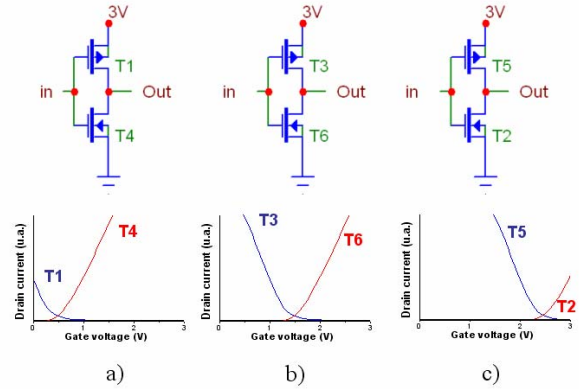 3V 3V 3V
T1 T3 T5
in Out in Out in Out
T4 T6 T2
Drain current (u.a.)
T1
T4
0 1 2 3
Gate voltage (V)
Drain current (u.a.)
T3
T6
0 1 2 3
Gate voltage (V)
Drain current (u.a.)
T5
T2
0 1 2 3
Gate voltage (V)
a) b) c)